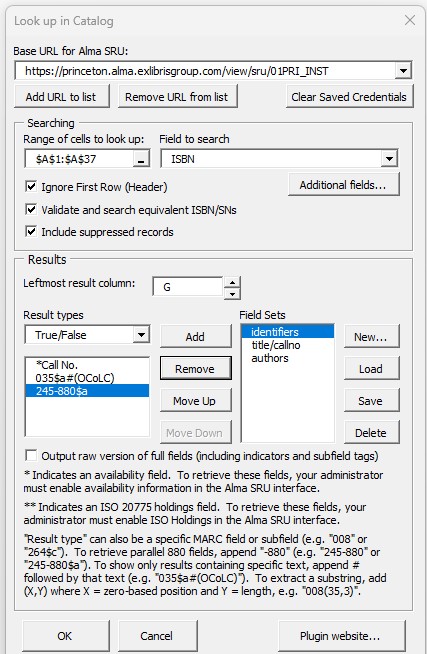 Look up in Catalog
Base URL for Alma SRU:
https://princeton.alma.exlibrisgroup.com/view/sru/01PRI_INST
Add URL to list
Remove URL from list
Clear Saved Credentials
Searching
Range of cells to look up:
Field to search
$A$1:$A$37
ISBN
Ignore First Row (Header)
Additional fields...
Validate and search equivalent ISBN/SNs
Include suppressed records
Results
Leftmost result column:
G
Result types
Field Sets
True/False
Add
identifiers
title/callno
authors
New...
*Call No.
035$a#(OCoLC)
245-880$a
Remove
Load
Move Up
Save
Move Down
Delete
Output raw version of full fields (including indicators and subfield tags)
* Indicates an availability field. To retrieve these fields, your administrator
must enable availability information in the Alma SRU interface.
** Indicates an ISO 20775 holdings field. To retrieve these fields, your
administrator must enable ISO Holdings in the Alma SRU interface.
"Result type" can also be a specific MARC field or subfield (e.g. "008" or
"264$c"). To retrieve parallel 880 fields, append "-880" (e.g. "245-880" or
"245-880$a"). To show only results containing specific text, append #
followed by that text (e.g. "035$a#(OCoLC)"). To extract a substring, add
(X,Y) where X = zero-based position and Y = length, e.g. "008(35,3)".
OK
Cancel
Plugin website...